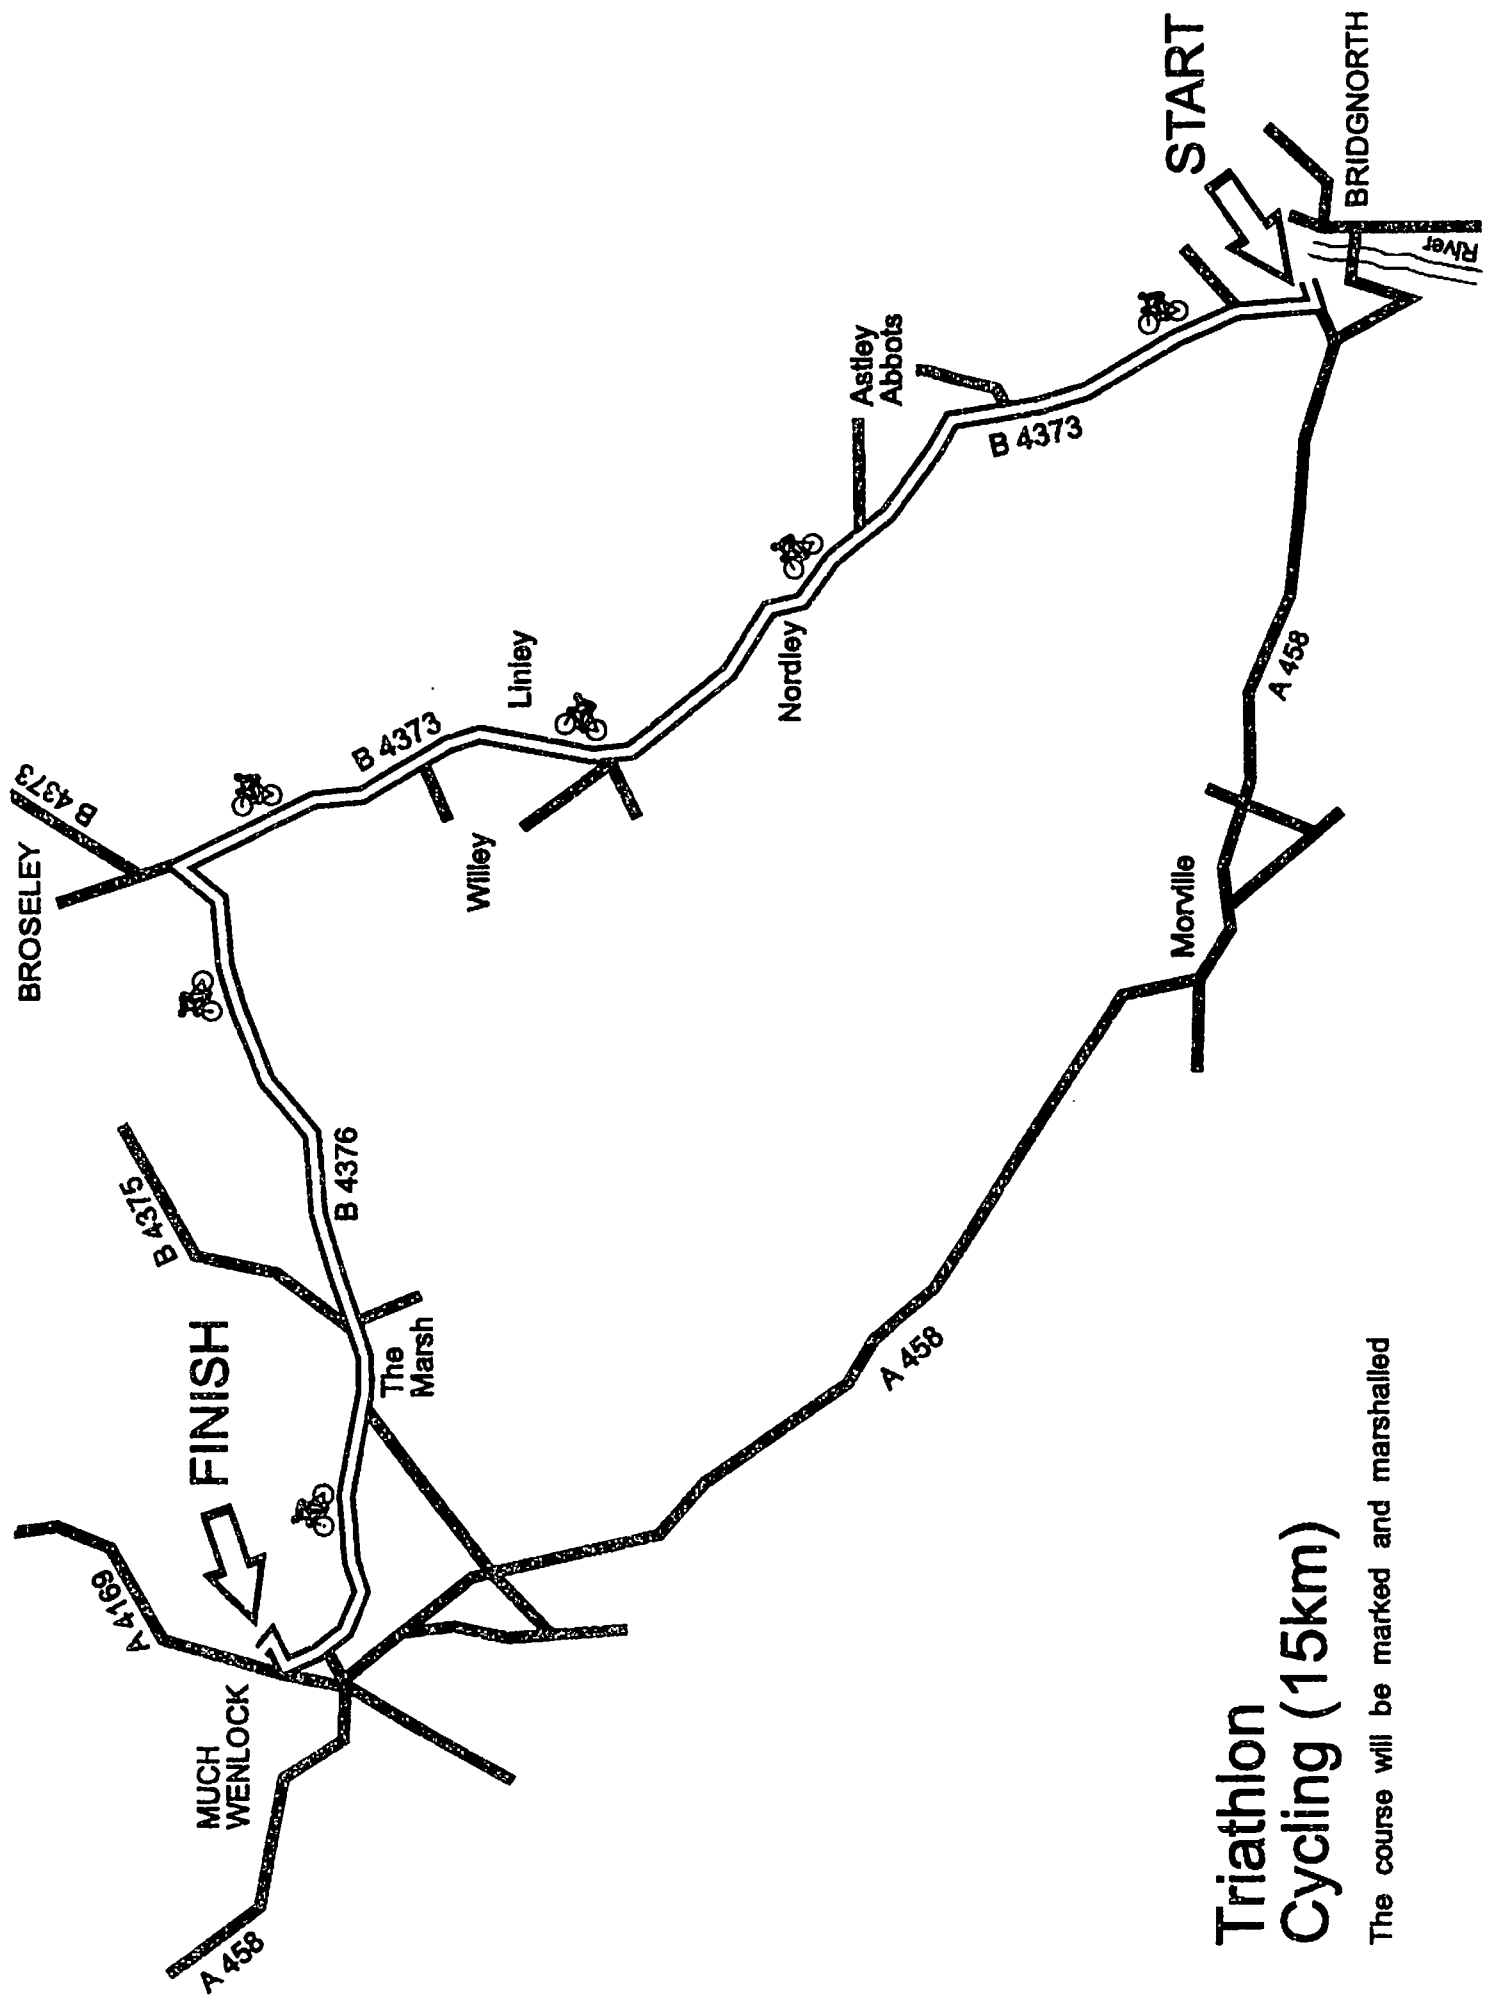 BROSELEY
B 4373
FINISH
B 4375
A 4169
MUCH
WENLOCK
A 458
B 4376
The
Marsh
B 4373
Willey
Linley
Nordley
Astley
Abbots
B 4373
START
BRIDGNORTH
River
A 458
Morville
A 458
Triathlon
Cycling (15km)
The course will be marked and marshalled